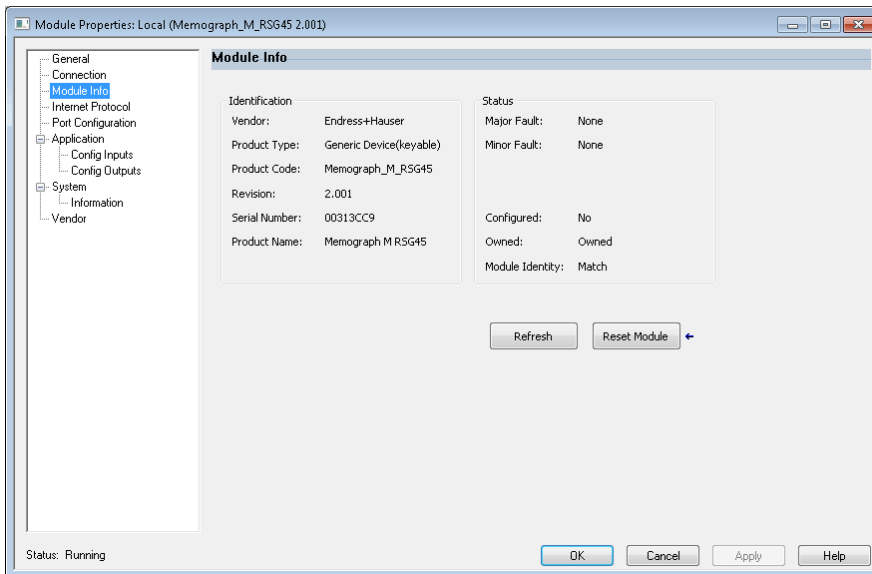 Module Properties: Local (Memograph_M_RSG45 2.001)
General
Connection
Module Info
Internet Protocol
Port Configuration
Application
Config Inputs
Config Outputs
System
Information
Vendor
Module Info
Identification
Vendor: Endress+Hauser
Product Type: Generic Device(keyable)
Product Code: Memograph_M_RSG45
Revision: 2.001
Serial Number: 00313CC9
Product Name: Memograph M RSG45
Status
Major Fault: None
Minor Fault: None
Configured: No
Owned: Owned
Module Identity: Match
Refresh Reset Module
Status: Running
OK Cancel Apply Help